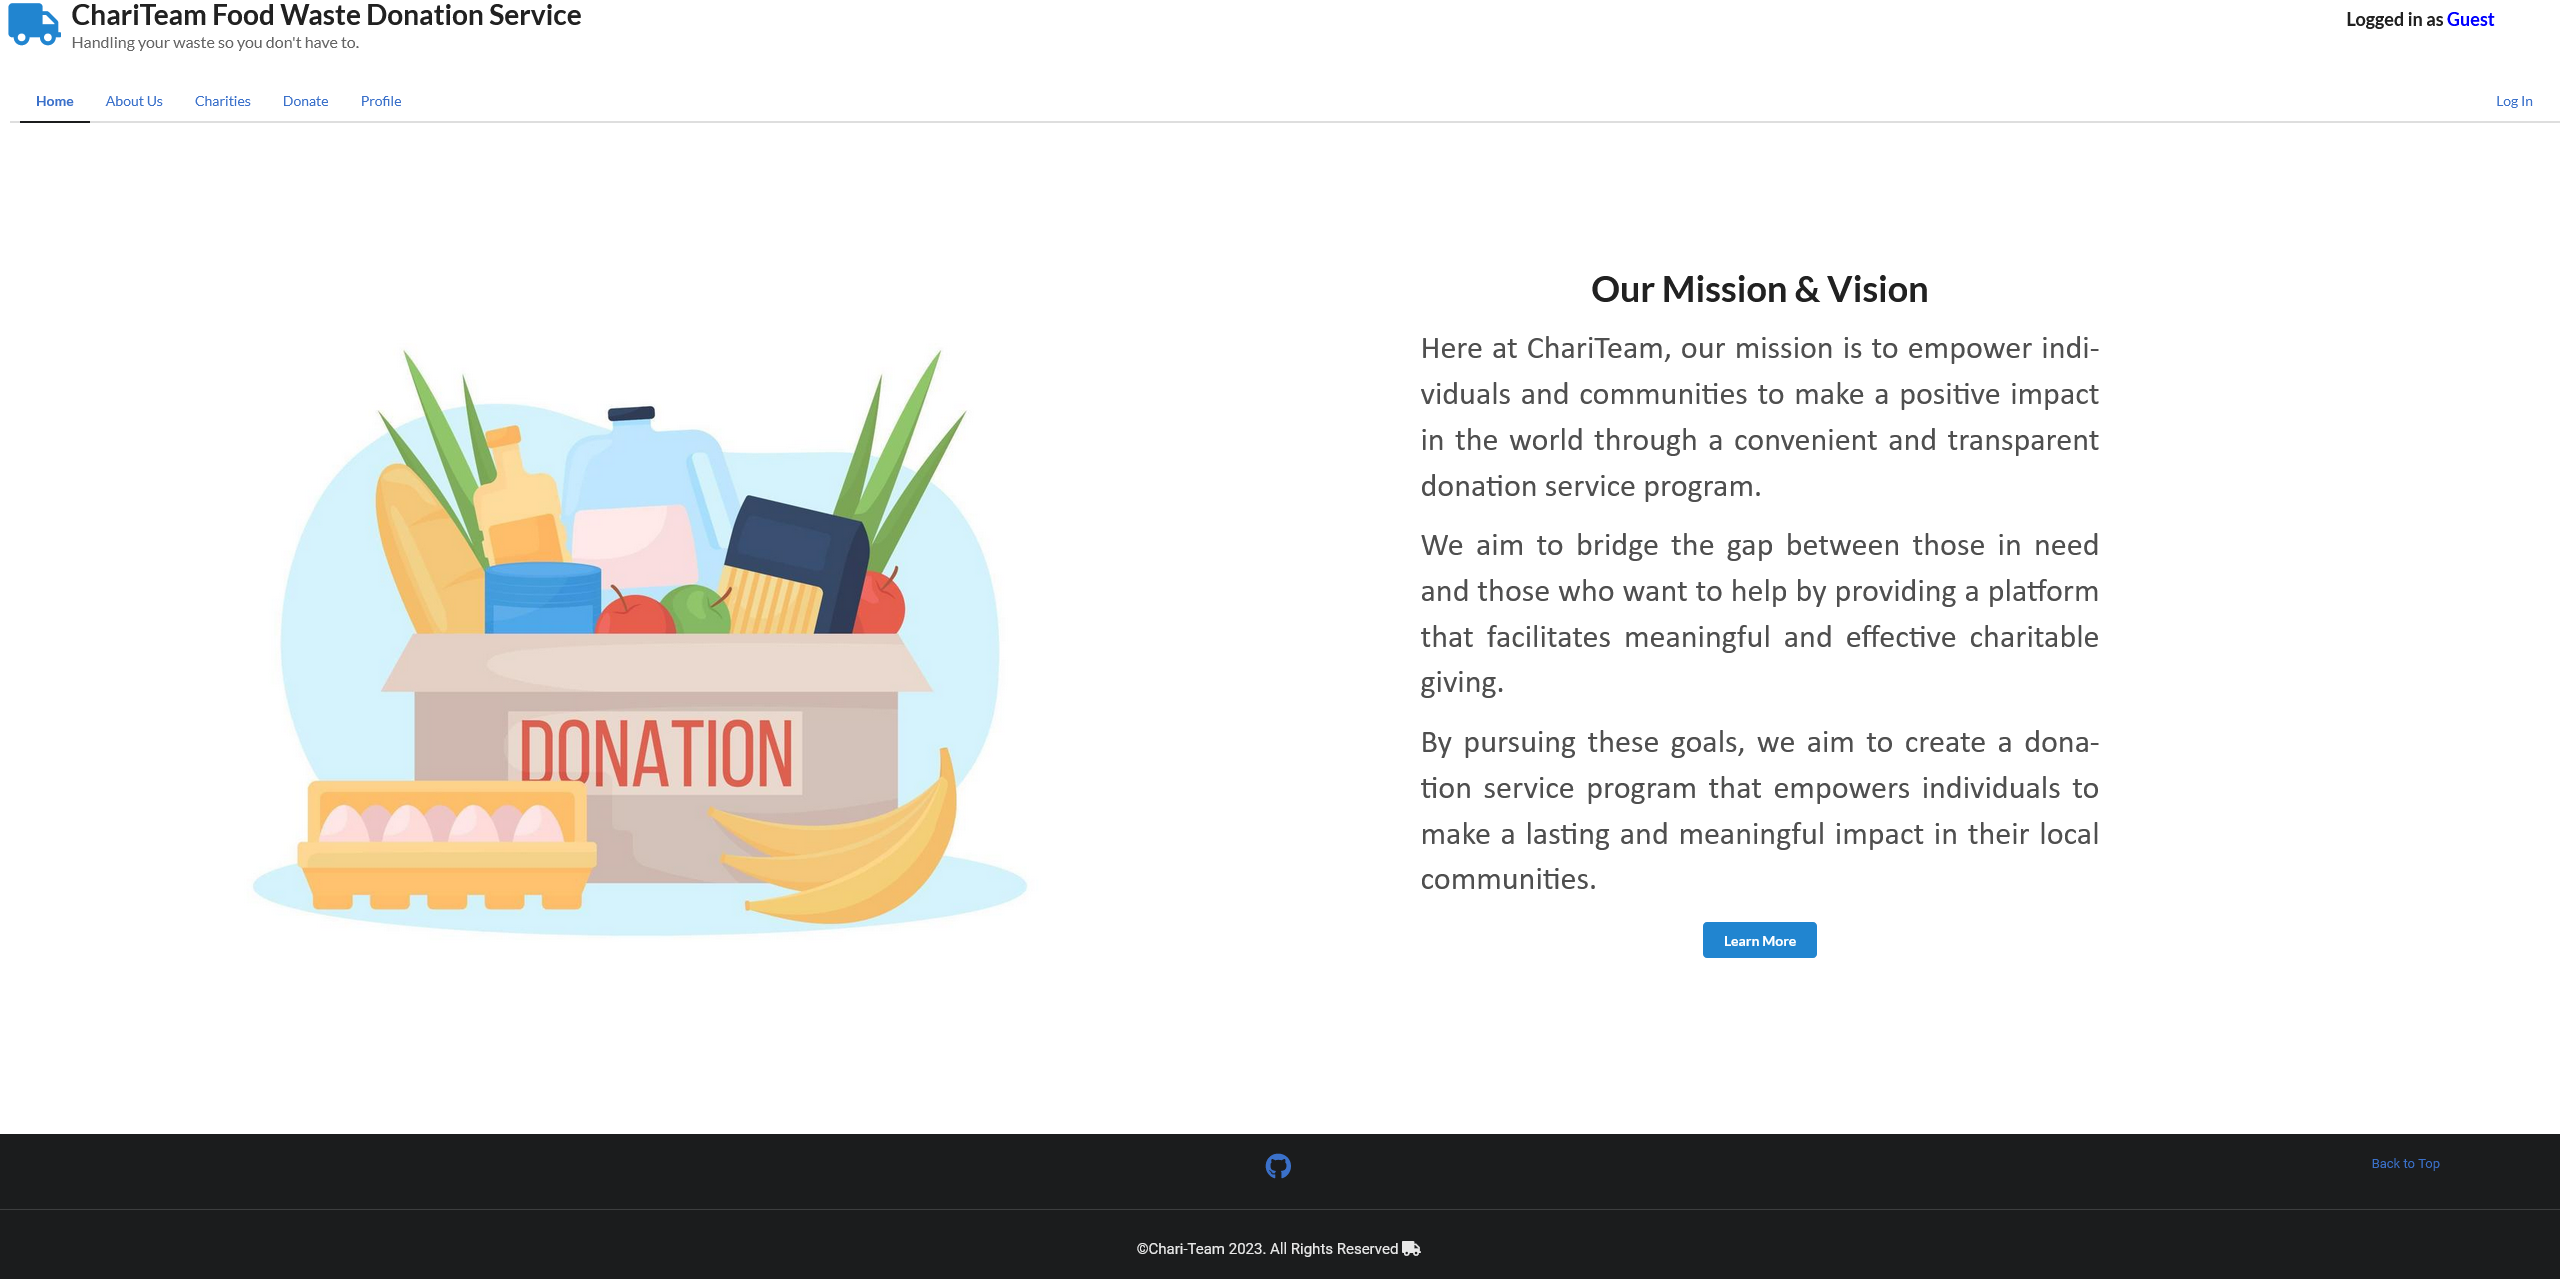 ChariTeam Food Waste Donation Service
Handling your waste so you don't have to.
Logged in as Guest
Home About Us Charities Donate Profile Log In
Our Mission & Vision
Here at ChariTeam, our mission is to empower indi-
viduals and communities to make a positive impact
in the world through a convenient and transparent
donation service program.
We aim to bridge the gap between those in need
and those who want to help by providing a platform
that facilitates meaningful and effective charitable
giving.
By pursuing these goals, we aim to create a dona-
tion service program that empowers individuals to
make a lasting and meaningful impact in their local
communities.
Learn More
DONATION
Back to Top
©Chari-Team 2023. All Rights Reserved